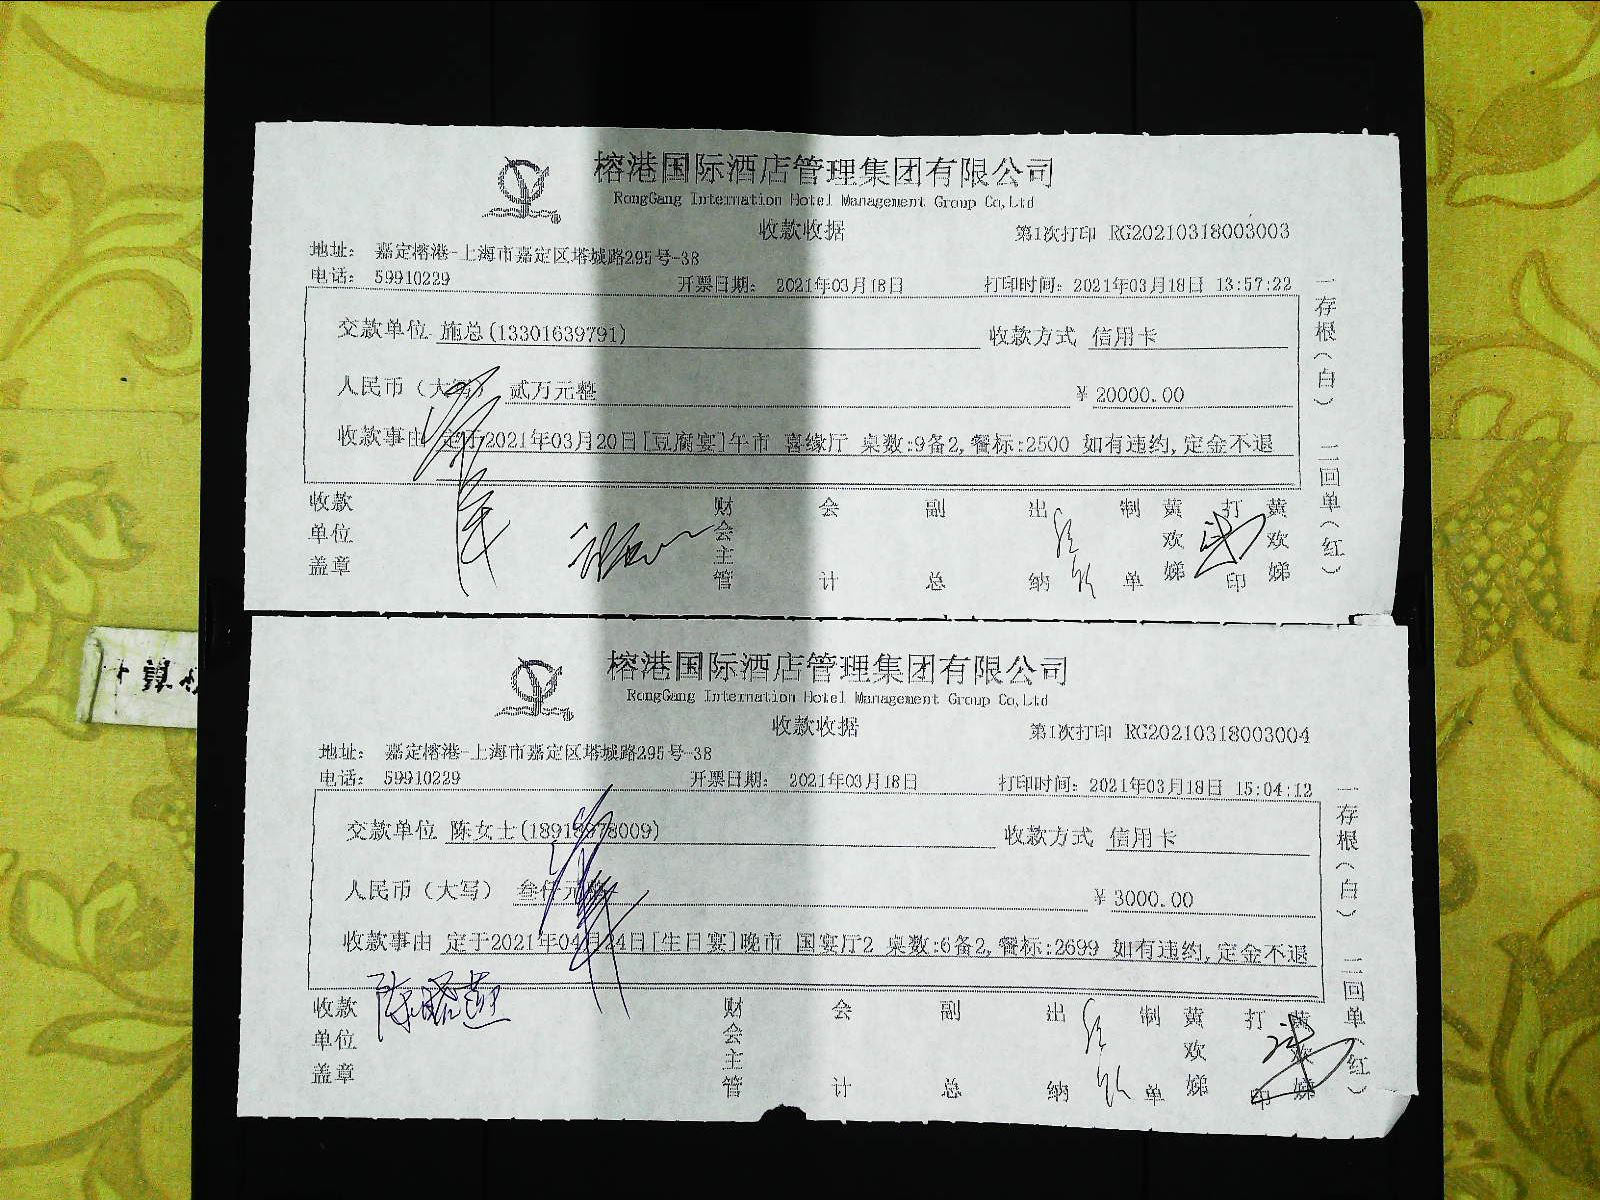 榕港国际酒店管理集团有限公司
RongGang Internation Hotel Management Group Co,Ltd
收款收据
第1次打印 RG20210318003003
地址： 嘉定榕港-上海市嘉定区塔城路295号-38
电话： 59910229
开票日期： 2021年03月18日
打印时间：2021年03月18日 13:57:22
交款单位 施总(13301639791)
收款方式 信用卡
人民币（大写） 贰万元整
￥20000.00
收款事由 定于2021年03月20日[豆腐宴]午市 喜缘厅 桌数:9备2,餐标:2500 如有违约,定金不退
收款单位盖章
财会主管
会计
副总
出纳
制单
黄欢娣
打印
黄欢娣
一存根（白）
二回单（红）
榕港国际酒店管理集团有限公司
RongGang Internation Hotel Management Group Co,Ltd
收款收据
第1次打印 RG20210318003004
地址： 嘉定榕港-上海市嘉定区塔城路295号-38
电话： 59910229
开票日期： 2021年03月18日
打印时间：2021年03月18日 15:04:12
交款单位 陈女士
收款方式 信用卡
人民币（大写） 叁仟元整
￥3000.00
收款事由 定于2021年04月24日[生日宴]晚市 国宴厅2 桌数:6备2,餐标:2699 如有违约,定金不退
收款单位盖章
财会主管
会计
副总
出纳
制单
黄欢娣
打印
黄欢娣
一存根（白）
二回单（红）